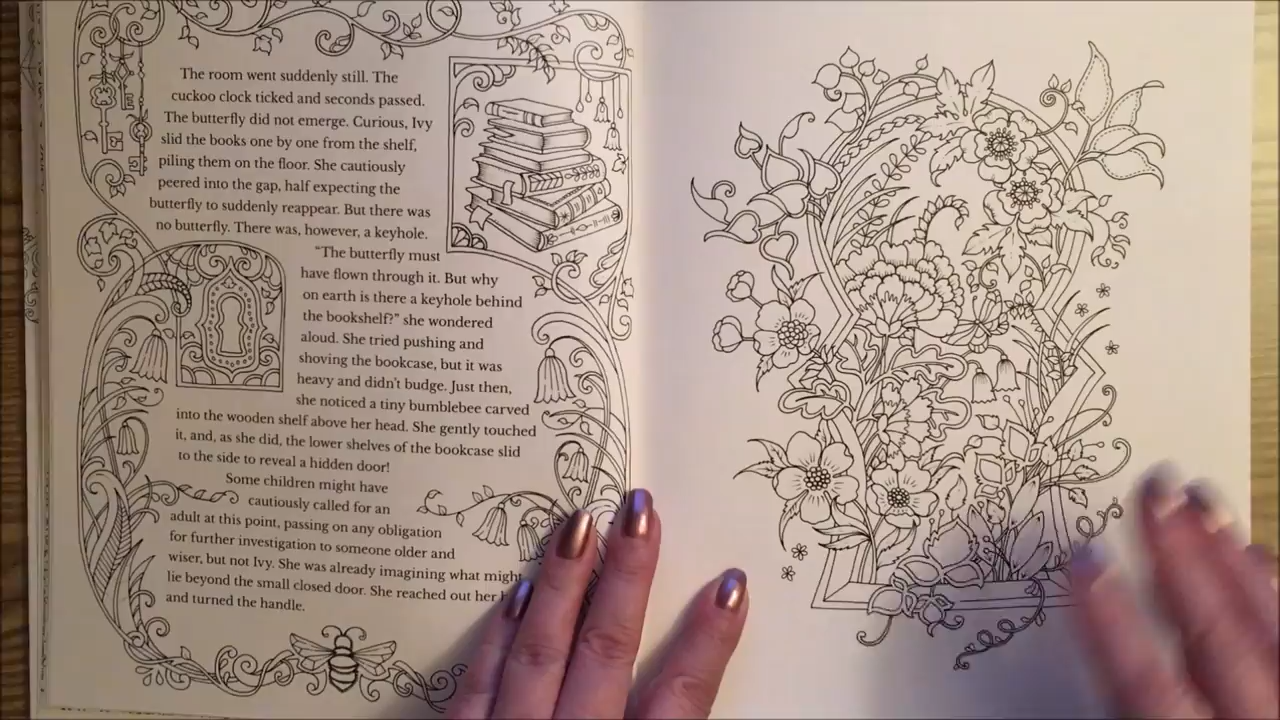 The room went suddenly still. The
cuckoo clock ticked and seconds passed.
The butterfly did not emerge. Curious, Ivy
slid the books one by one from the shelf,
piling them on the floor. She cautiously
peered into the gap, half expecting the
butterfly to suddenly reappear. But there was
no butterfly. There was, however, a keyhole.
“The butterfly must
have flown through it. But why
on earth is there a keyhole behind
the bookshelf?” she wondered
aloud. She tried pushing and
shoving the bookcase, but it was
heavy and didn’t budge. Just then,
she noticed a tiny bumblebee carved
into the wooden shelf above her head. She gently touched
it, and, as she did, the lower shelves of the bookcase slid
to the side to reveal a hidden door!
Some children might have
cautiously called for an
adult at this point, passing on any obligation
for further investigation to someone older and
wiser, but not Ivy. She was already imagining what might
lie beyond the small closed door. She reached out her
and turned the handle.